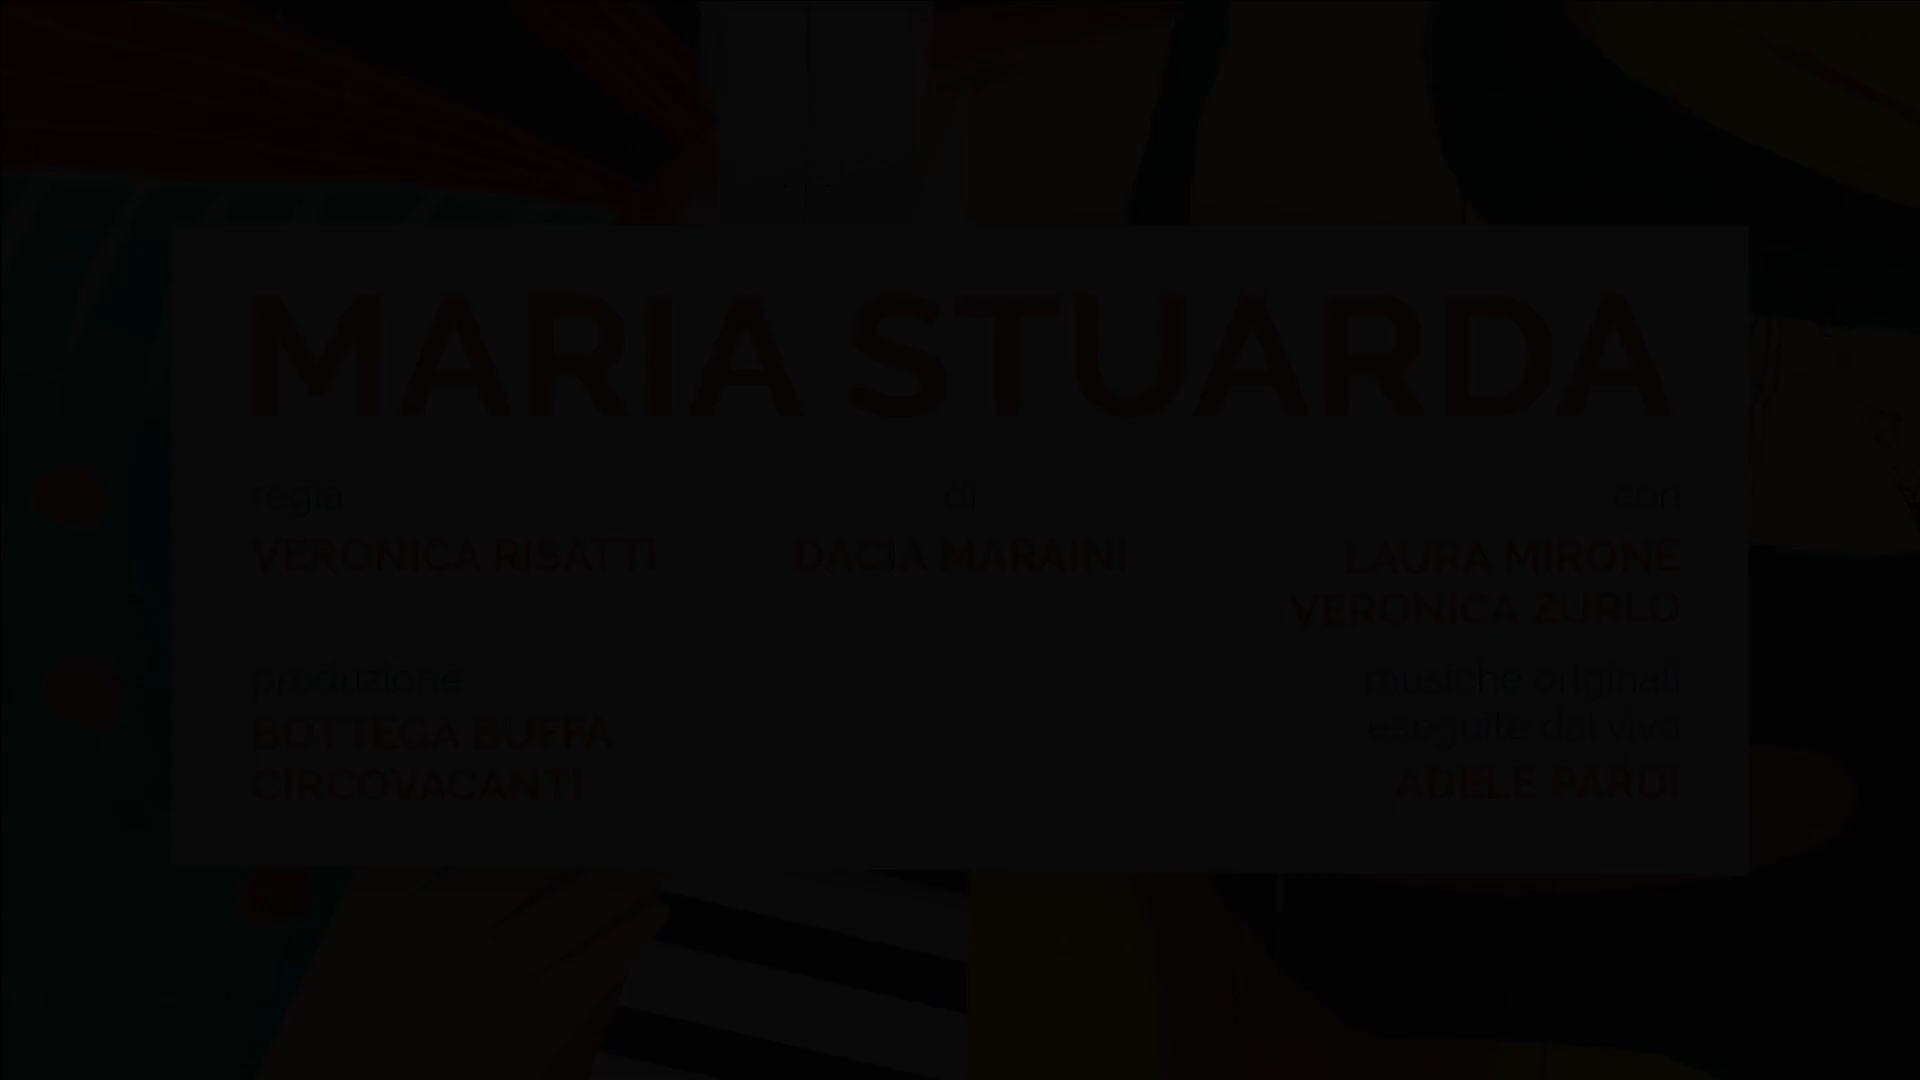 MARIA STUARDA
regia
VERONICA RISATTI
di
DACIA MARAINI
con
LAURA MIRONE
VERONICA ZURLO
produzione
BOTTEGA BUFFA
CIRCOVACANTI
musiche originali
eseguite dal vivo
ADELE PARDI